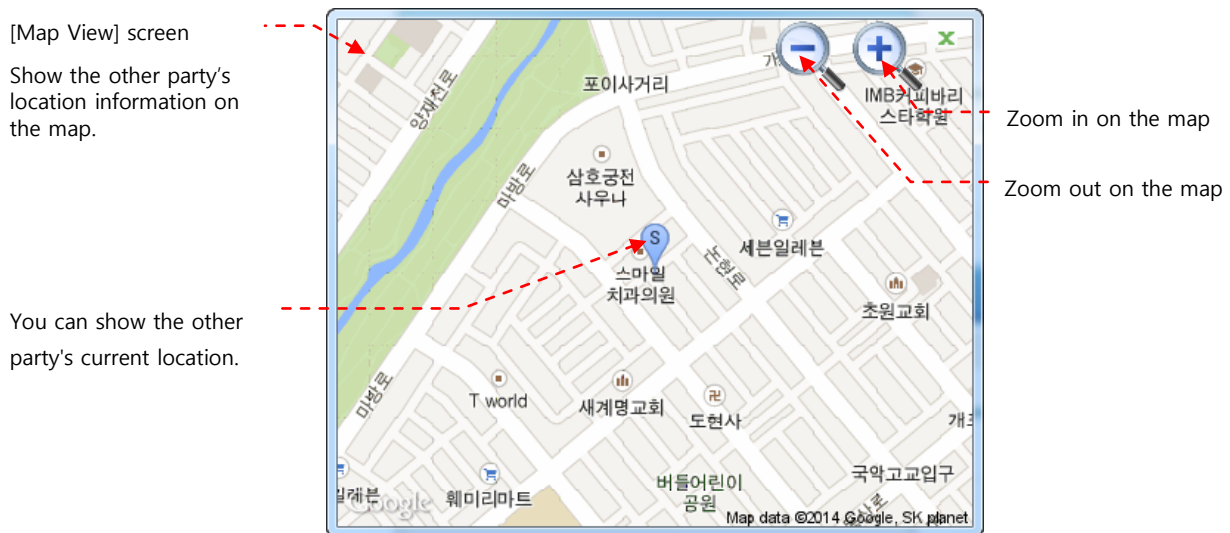 [Map View] screen
Show the other party's
location information on
the map.
You can show the other
party's current location.
Zoom in on the map
Zoom out on the map
포이사거리
IMB커피바리
스타학원
양재천로
삼호궁전
사우나
마방로
S
세븐일레븐
논현로
스마일
치과의원
초원교회
마방로
T world
새계명교회
도현사
국악고교입구
버들어린이
공원
웨미리마트
Google
Map data ©2014 Google, SK planet